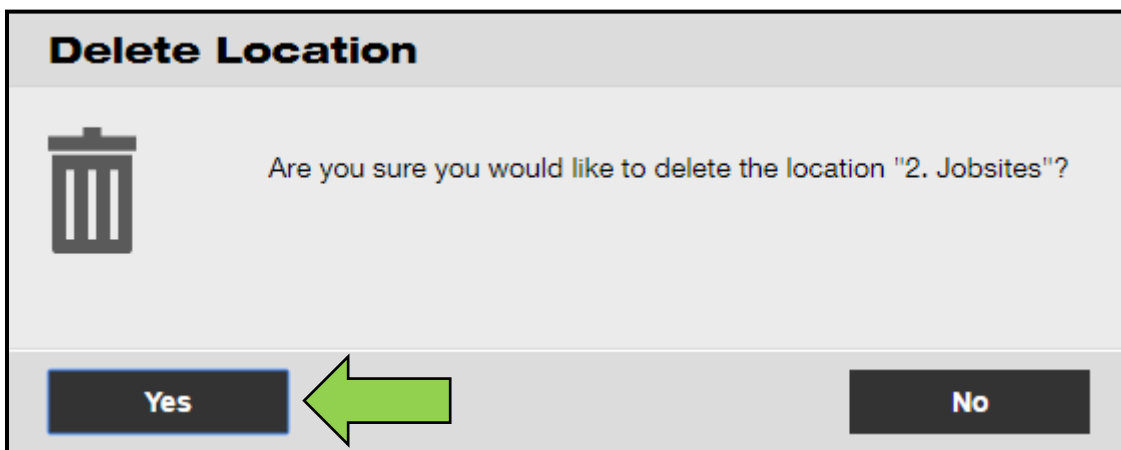 Delete Location
Are you sure you would like to delete the location "2. Jobsites"?
Yes
No